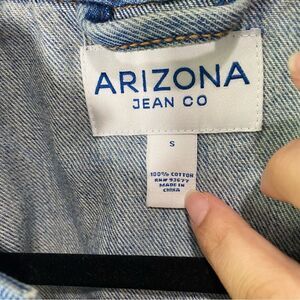 ARIZONA
JEAN CO
S
100% COTTON
RN# 93677
MADE IN
CHINA